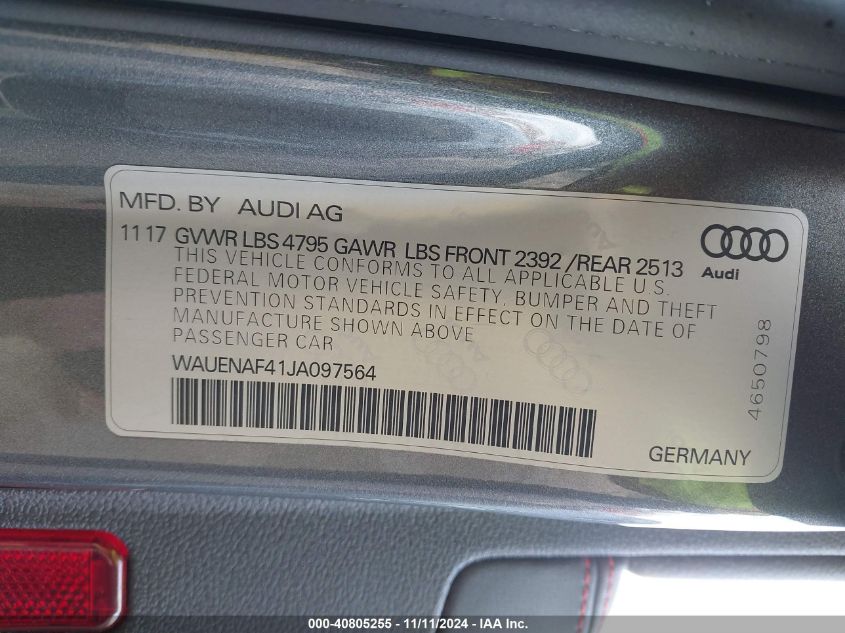 MFD. BY AUDI AG
11 17 GVWR LBS 4795 GAWR LBS FRONT 2392 /REAR 2513
THIS VEHICLE CONFORMS TO ALL APPLICABLE U.S.
FEDERAL MOTOR VEHICLE SAFETY, BUMPER AND THEFT
PREVENTION STANDARDS IN EFFECT ON THE DATE OF
MANUFACTURE SHOWN ABOVE
PASSENGER CAR
WAUENAF41JA097564
Audi
4650798
GERMANY
000-40805255 - 11/11/2024 - IAA Inc.